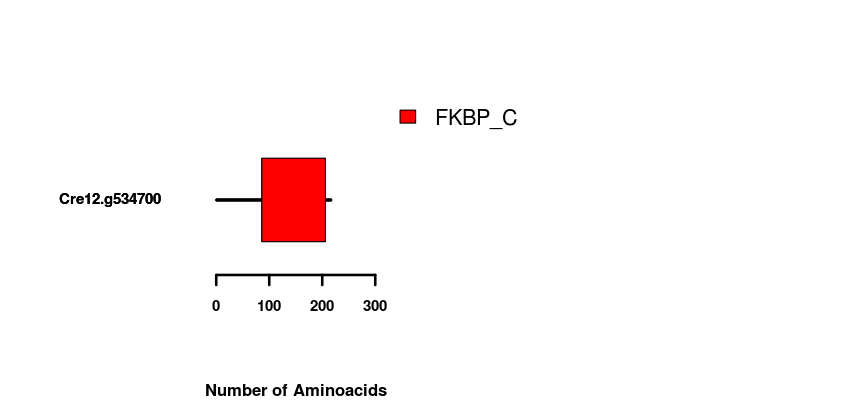 FKBP_C
Cre12.g534700
0 100 200 300
Number of Aminoacids